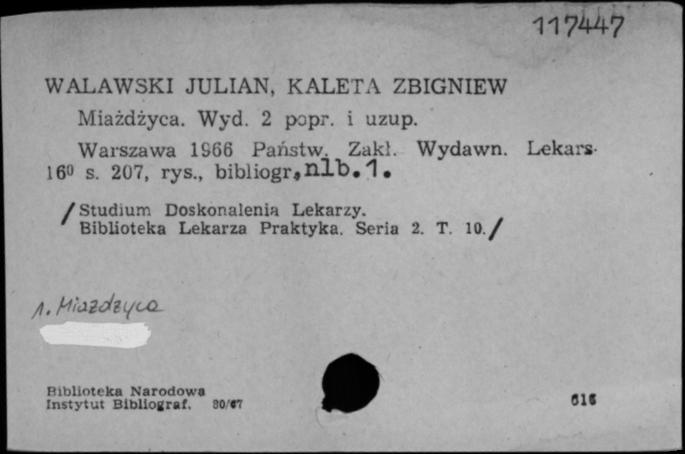 117447
WALAWSKI JULIAN, KALETA ZBIGNIEW
Miażdżyca. Wyd. 2 popr. i uzup.
Warszawa 1966 Państw. Zakł. Wydawn. Lekars.
16⁰ s. 207, rys., bibliogr., nlb. 1.
/Studium Doskonalenia Lekarzy.
Biblioteka Lekarza Praktyka. Seria 2. T. 10./
1. Miażdżyca
Biblioteka Narodowa
Instytut Bibliograf. 30/67
616